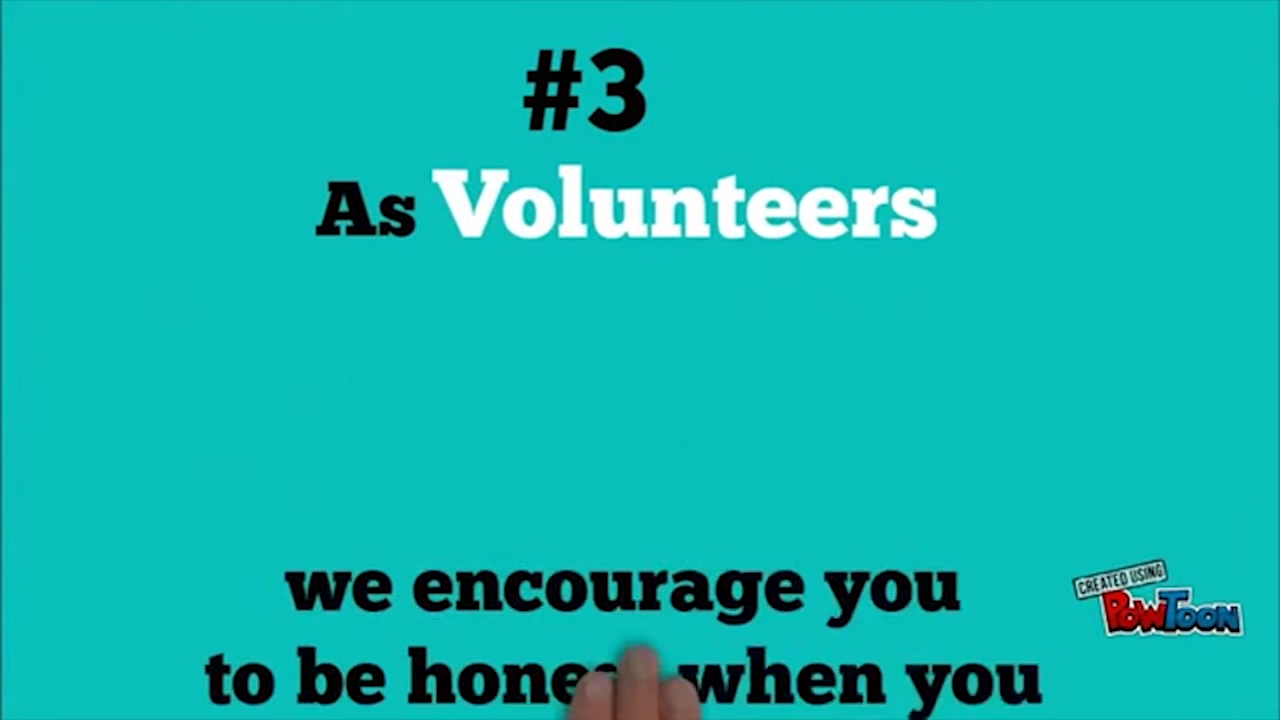 #3
As Volunteers
we encourage you
to be when you
CREATED USING
POWTOON